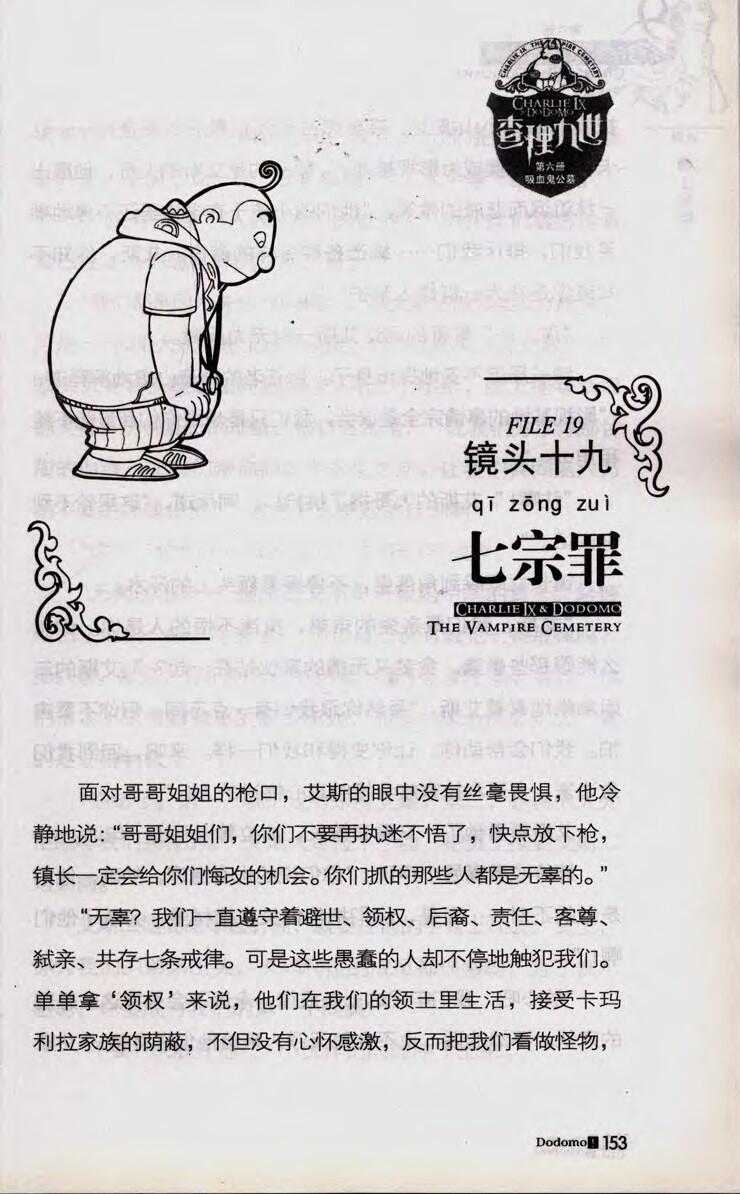 CHARLIE IX THE VAMPIRE CEMETERY
CHARLIE IX
& DODOMO
查理九世
第六册
吸血鬼公墓
FILE 19
镜头十九
qī zōng zuì
七宗罪
CHARLIE IX & DODOMO
THE VAMPIRE CEMETERY
面对哥哥姐姐的枪口，艾斯的眼中没有丝毫畏惧，他冷
静地说：“哥哥姐姐们，你们不要再执迷不悟了，快点放下枪，
镇长一定会给你们悔改的机会。你们抓的那些人都是无辜的。”
“无辜？我们一直遵守着避世、领权、后裔、责任、客尊、
弑亲、共存七条戒律。可是这些愚蠢的人却不停地触犯我们。
单单拿‘领权’来说，他们在我们的领土里生活，接受卡玛
利拉家族的荫蔽，不但没有心怀感激，反而把我们看做怪物，
Dodomo! 153